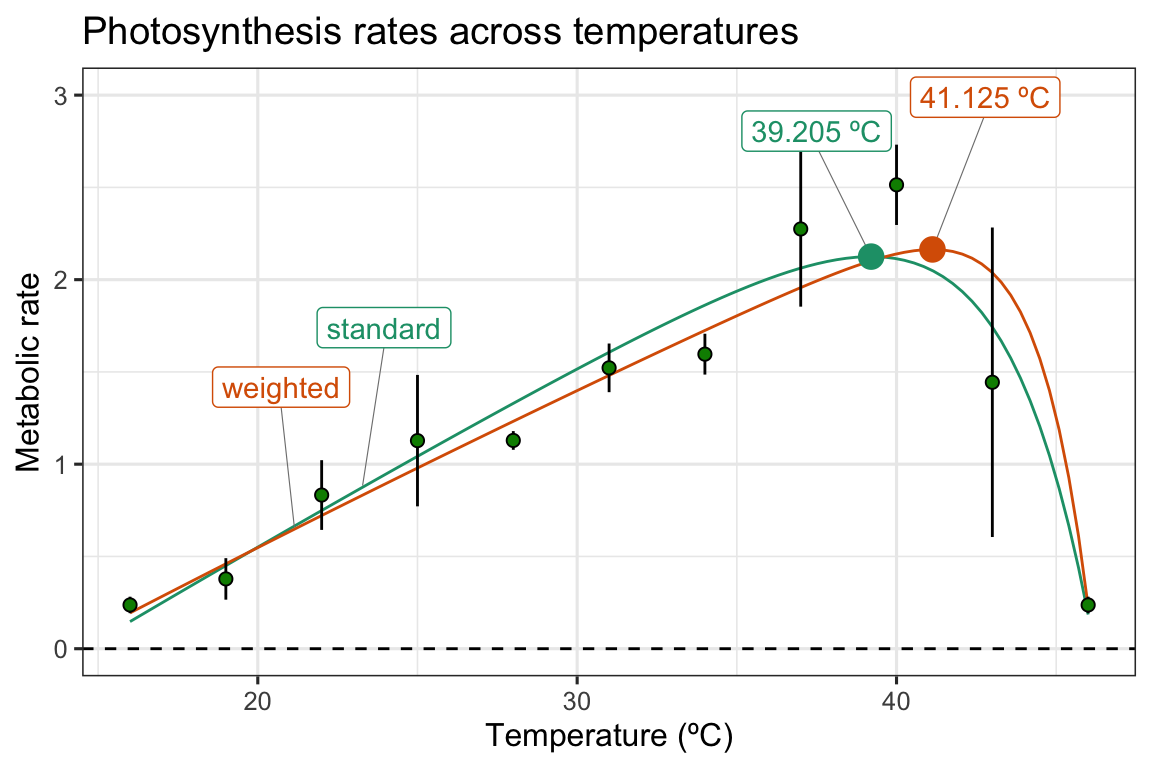 Photosynthesis rates across temperatures
3
41.125 ºC
39.205 ºC
2
standard
weighted
Metabolic rate
1
0
20
30
40
Temperature (ºC)